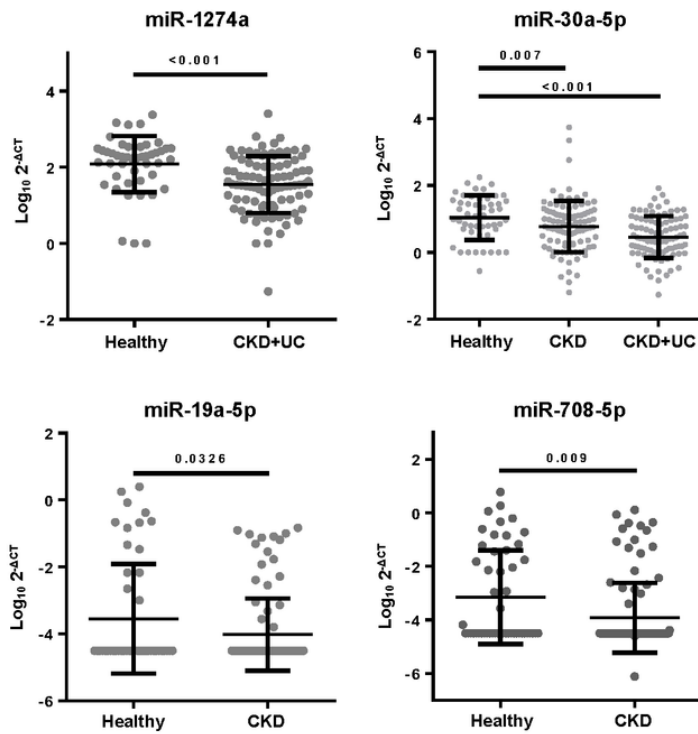 miR-1274a
<.001
Log10 2-ΔCT
4
2
0
-2
Healthy
CKD+UC
miR-30a-5p
0.007
<.001
Log10 2-ΔCT
6
4
2
0
-2
Healthy
CKD
CKD+UC
miR-19a-5p
0.0326
Log10 2-ΔCT
2
0
-2
-4
-6
Healthy
CKD
miR-708-5p
0.009
Log10 2-ΔCT
2
0
-2
-4
-6
Healthy
CKD